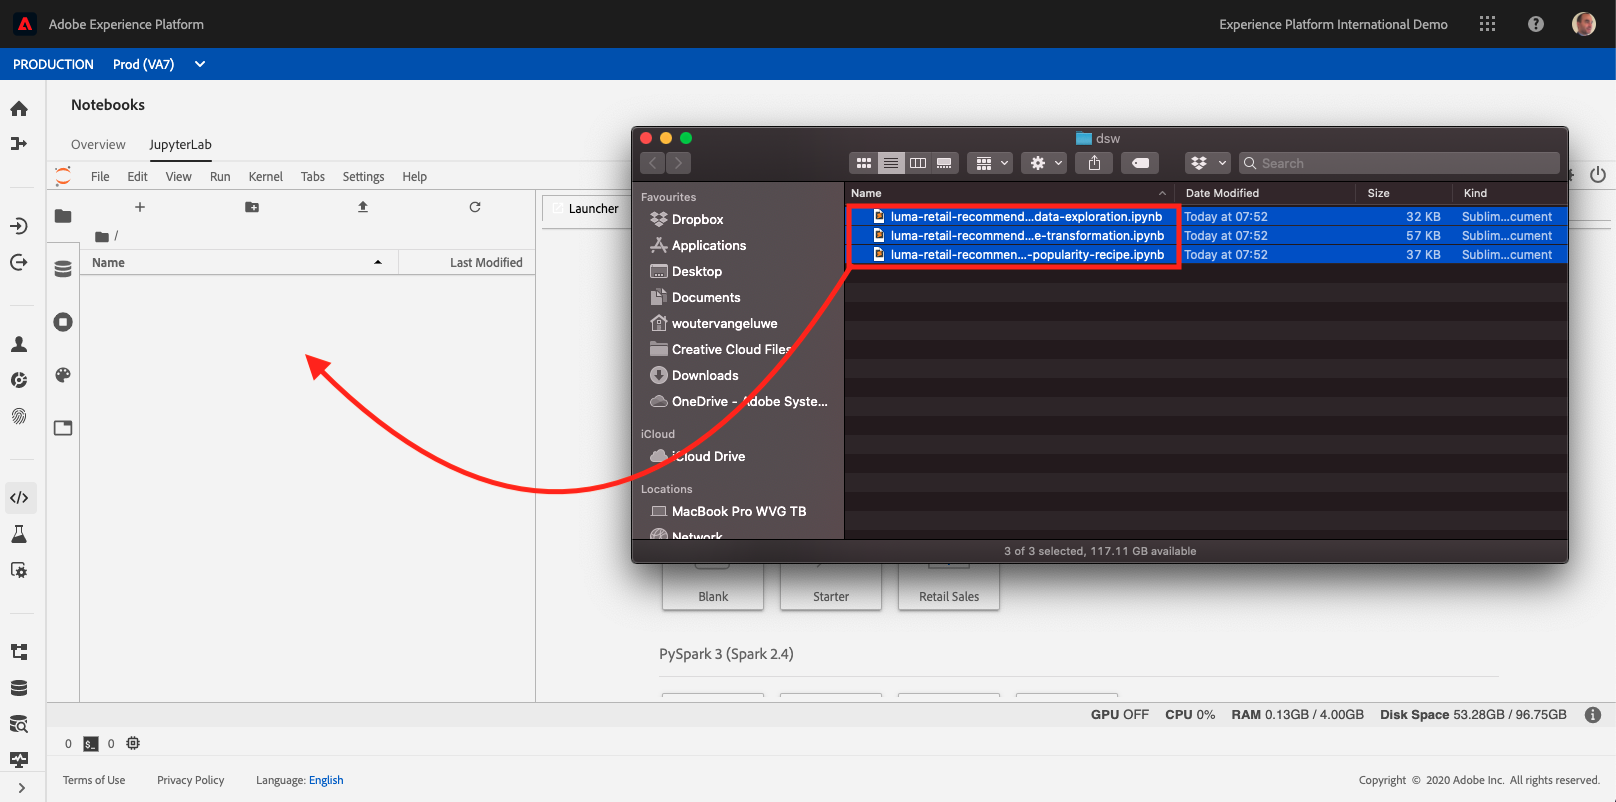 Adobe Experience Platform
Experience Platform International Demo
PRODUCTION Prod (VA7)
Notebooks
Overview JupyterLab
File Edit View Run Kernel Tabs Settings Help
/
Name Last Modified
Launcher
dsw
Search
Favourites
Dropbox
Applications
Desktop
Documents
woutervangeluwe
Creative Cloud Files
Downloads
OneDrive - Adobe Syste...
iCloud
iCloud Drive
Locations
MacBook Pro WVG TB
Network
Name Date Modified Size Kind
luma-retail-recommend...data-exploration.ipynb Today at 07:52 32 KB Sublim...cument
luma-retail-recommend...e-transformation.ipynb Today at 07:52 57 KB Sublim...cument
luma-retail-recommen...-popularity-recipe.ipynb Today at 07:52 37 KB Sublim...cument
3 of 3 selected, 117.11 GB available
Blank Starter Retail Sales
PySpark 3 (Spark 2.4)
GPU OFF CPU 0% RAM 0.13GB / 4.00GB Disk Space 53.28GB / 96.75GB
0 $_ 0
Terms of Use Privacy Policy Language: English
Copyright © 2020 Adobe Inc. All rights reserved.